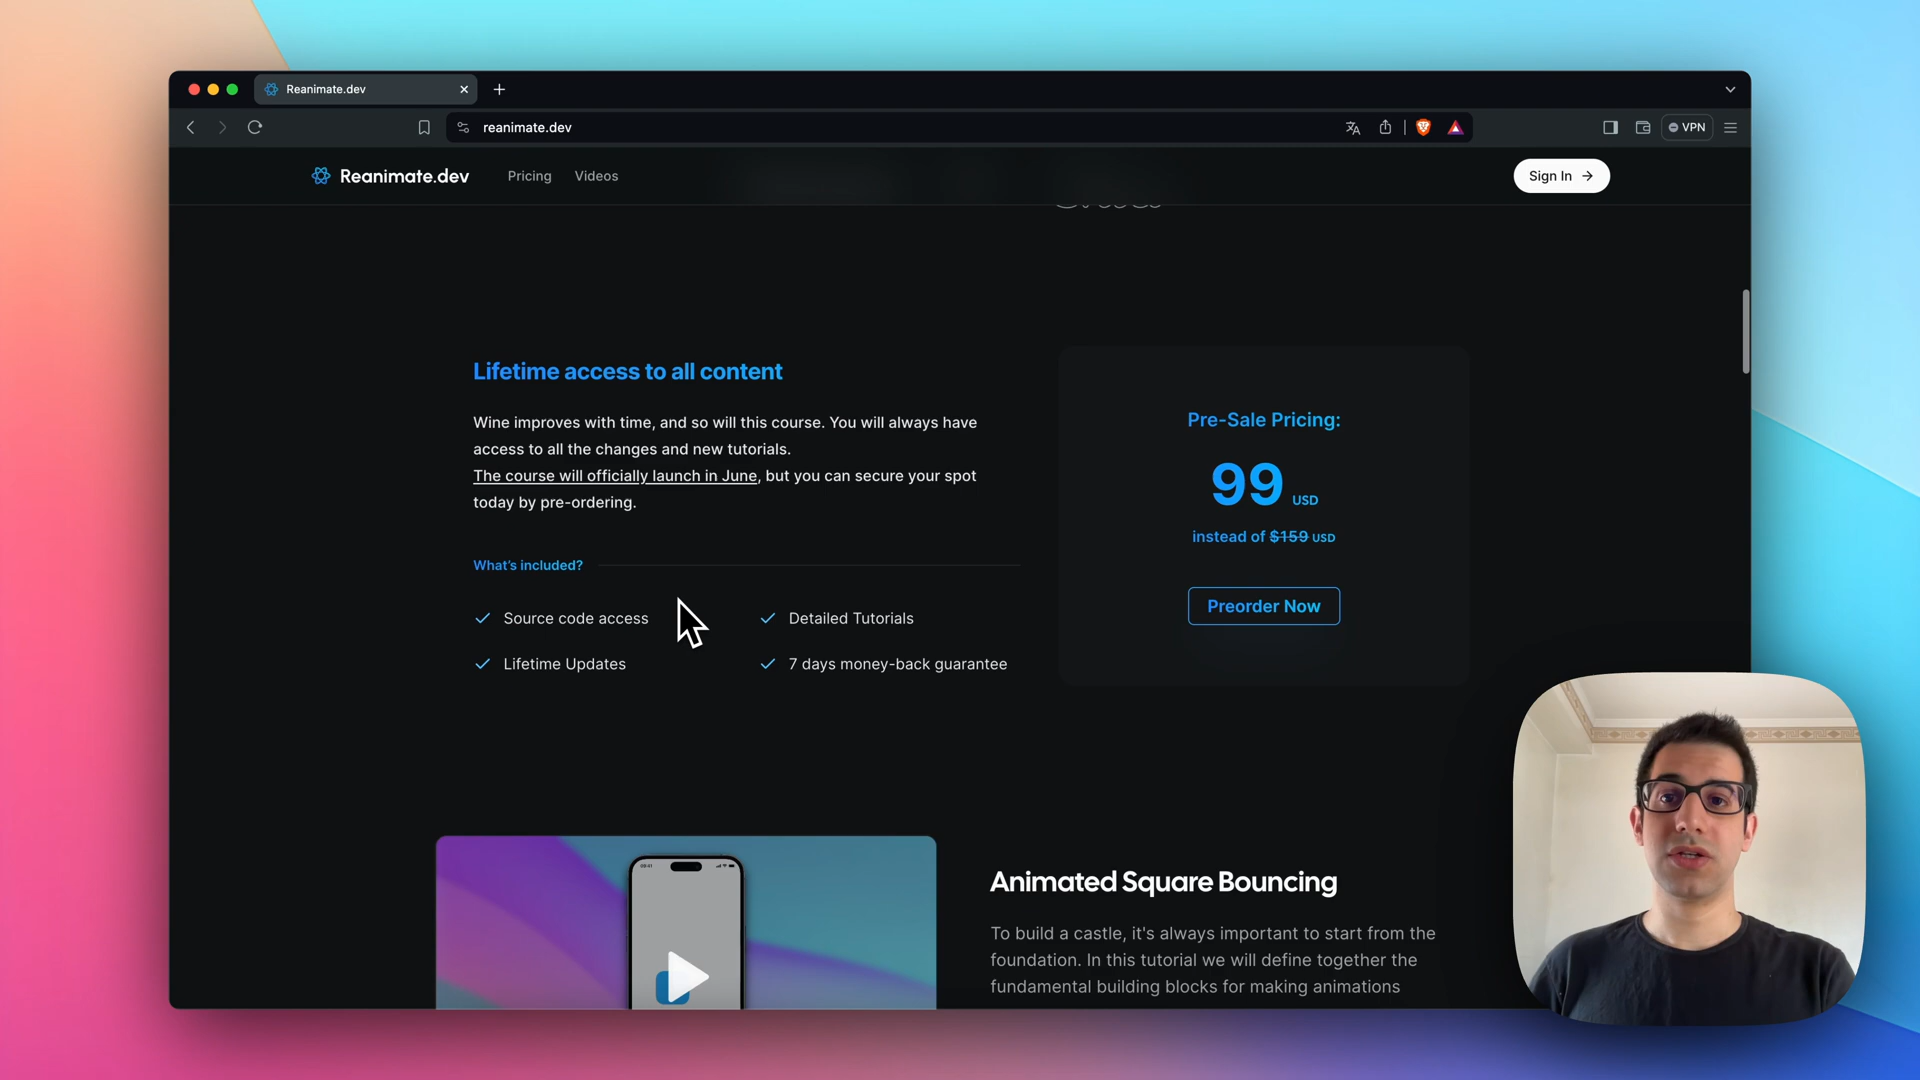 Reanimate.dev
reanimate.dev
VPN
Reanimate.dev
Pricing
Videos
Sign In
Lifetime access to all content
Wine improves with time, and so will this course. You will always have
access to all the changes and new tutorials.
The course will officially launch in June, but you can secure your spot
today by pre-ordering.
What's included?
Source code access
Detailed Tutorials
Lifetime Updates
7 days money-back guarantee
Pre-Sale Pricing:
99 USD
instead of $159 USD
Preorder Now
Animated Square Bouncing
To build a castle, it's always important to start from the
foundation. In this tutorial we will define together the
fundamental building blocks for making animations